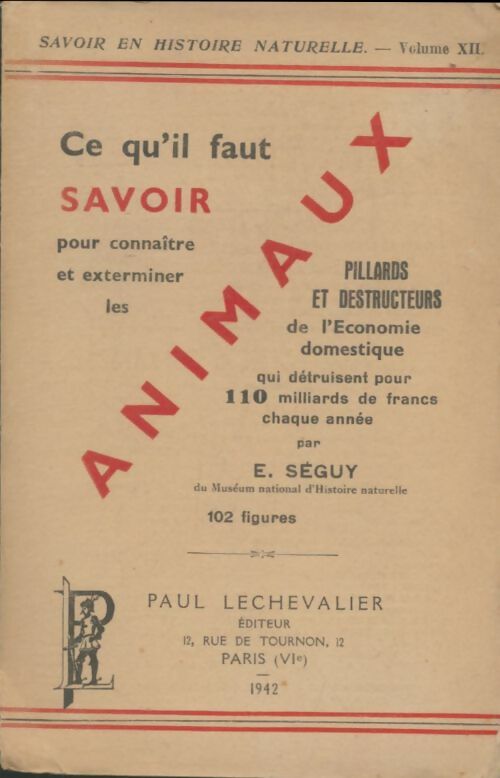 SAVOIR EN HISTOIRE NATURELLE. — Volume XII.
Ce qu'il faut
SAVOIR
pour connaître
et exterminer
les
ANIMAUX
PILLARDS
ET DESTRUCTEURS
de l'Economie
domestique
qui détruisent pour
110 milliards de francs
chaque année
par
E. SÉGUY
du Muséum national d'Histoire naturelle
102 figures
PAUL LECHEVALIER
ÉDITEUR
12, RUE DE TOURNON, 12
PARIS (VIe)
1942
PL